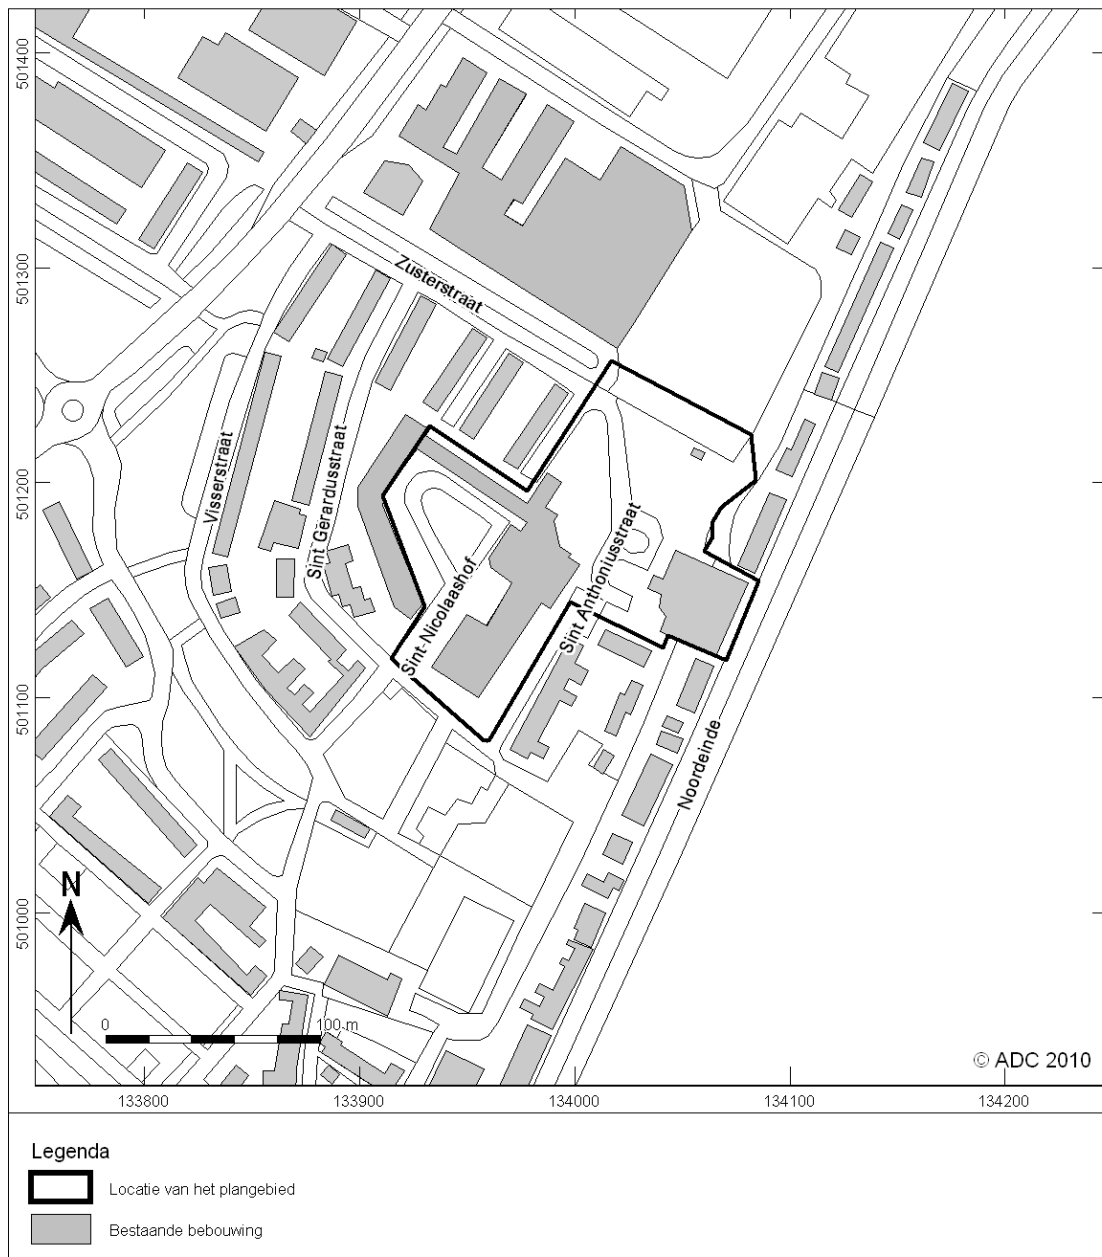 501400
501300
501200
501100
501000
Zusterstraat
Visserstraat
Sint Gerardusstraat
Sint-Nicolaashof
Sint Anthoniusstraat
Noordeinde
N
0 100 m
© ADC 2010
133800 133900 134000 134100 134200
Legenda
Locatie van het plangebied
Bestaande bebouwing